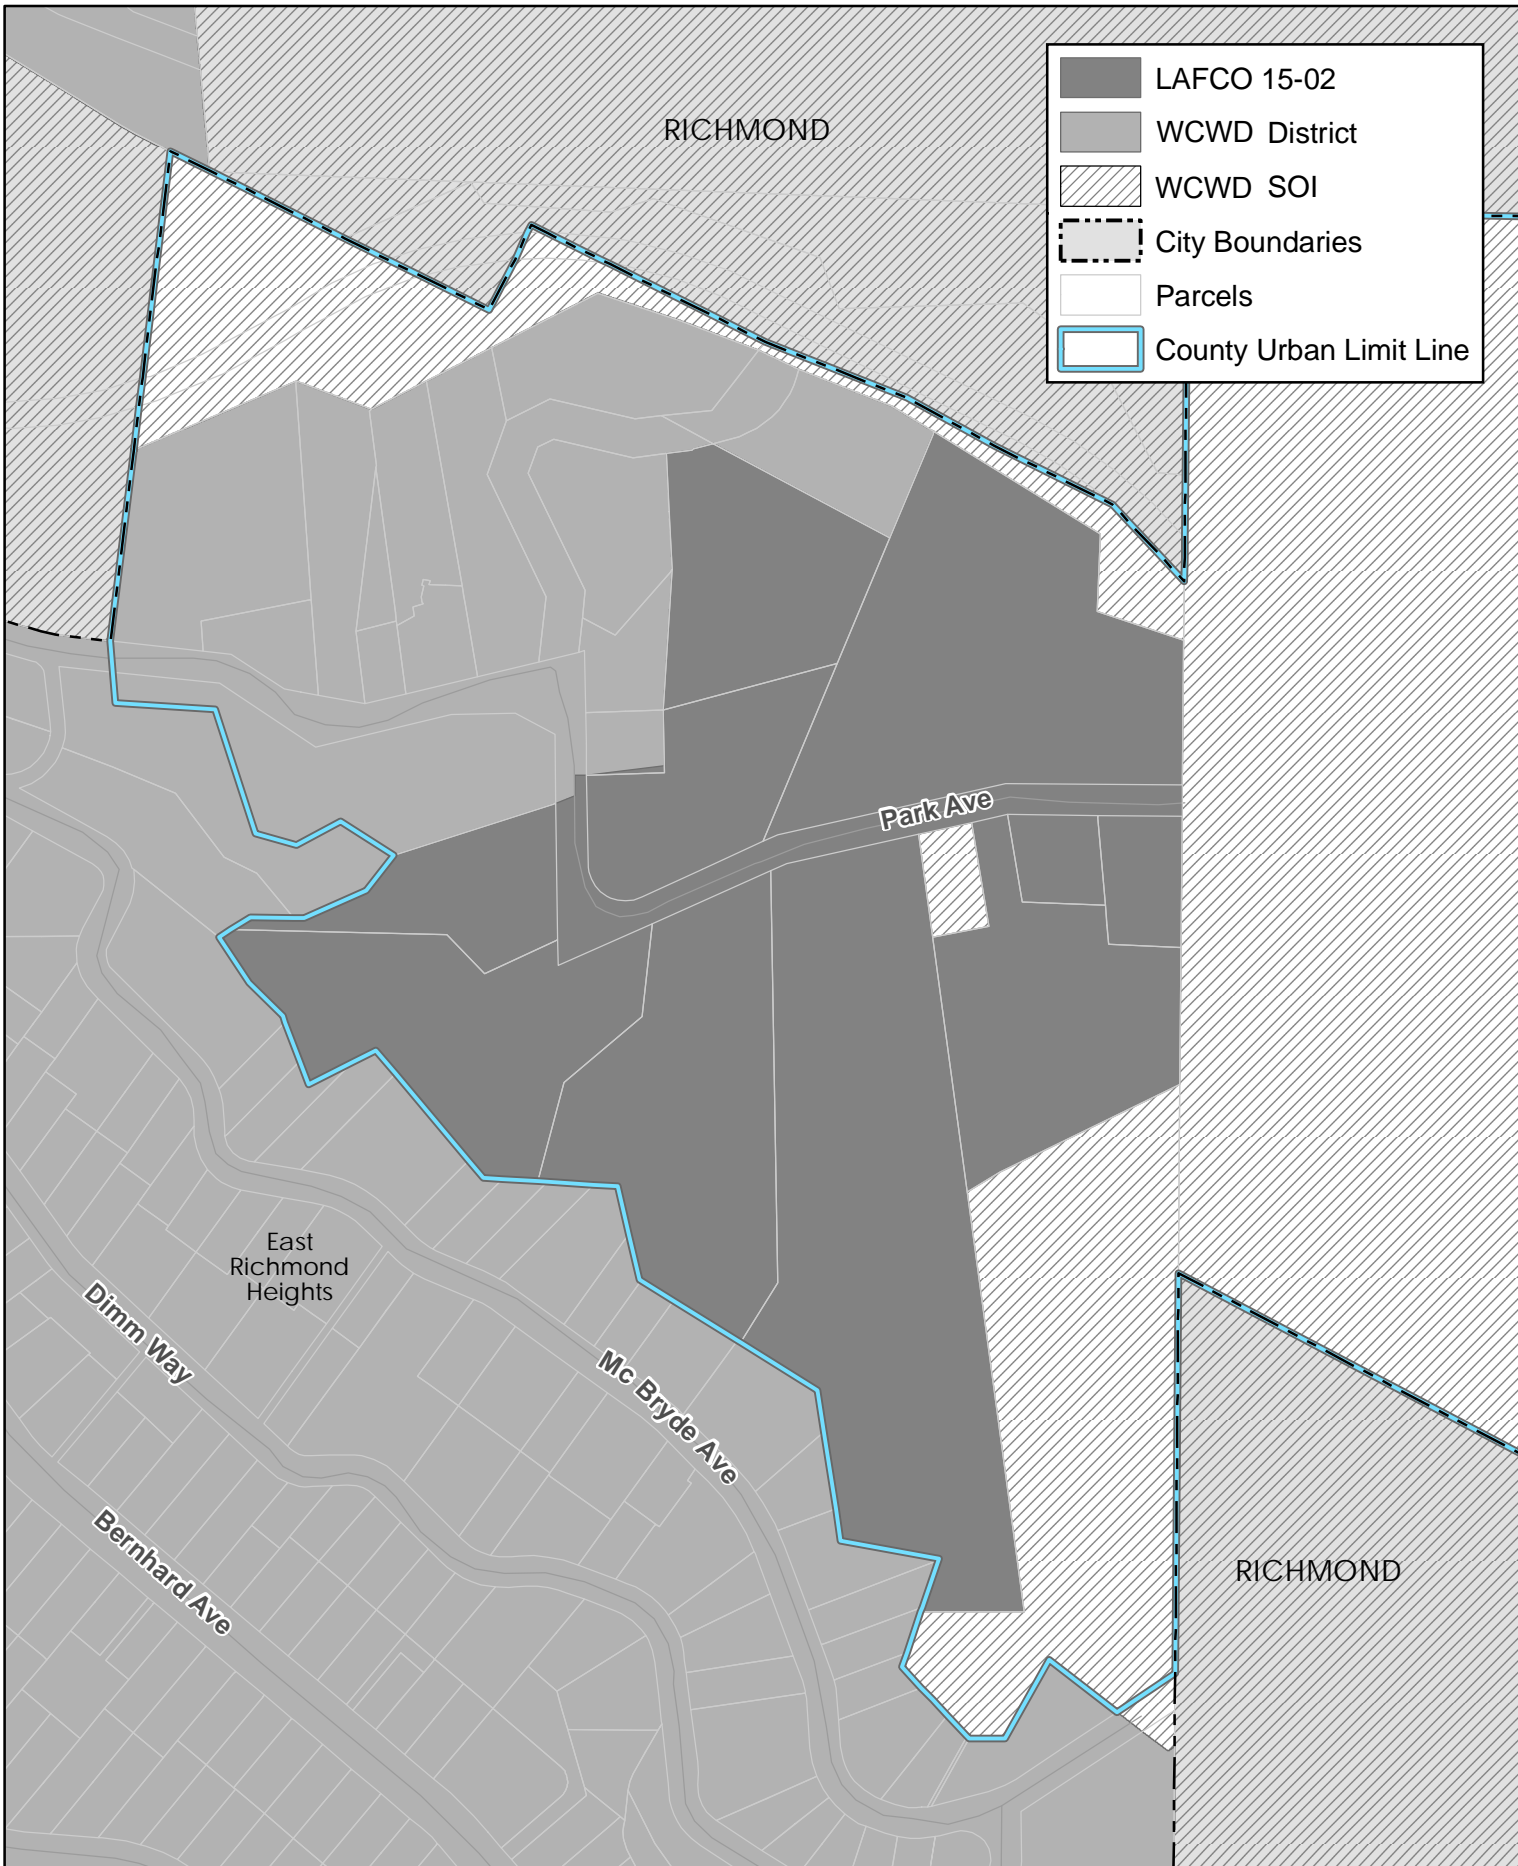 RICHMOND
LAFCO 15-02
WCWD District
WCWD SOI
City Boundaries
Parcels
County Urban Limit Line
Park Ave
East
Richmond
Heights
Dimm Way
Mc Bryde Ave
Bernhard Ave
RICHMOND